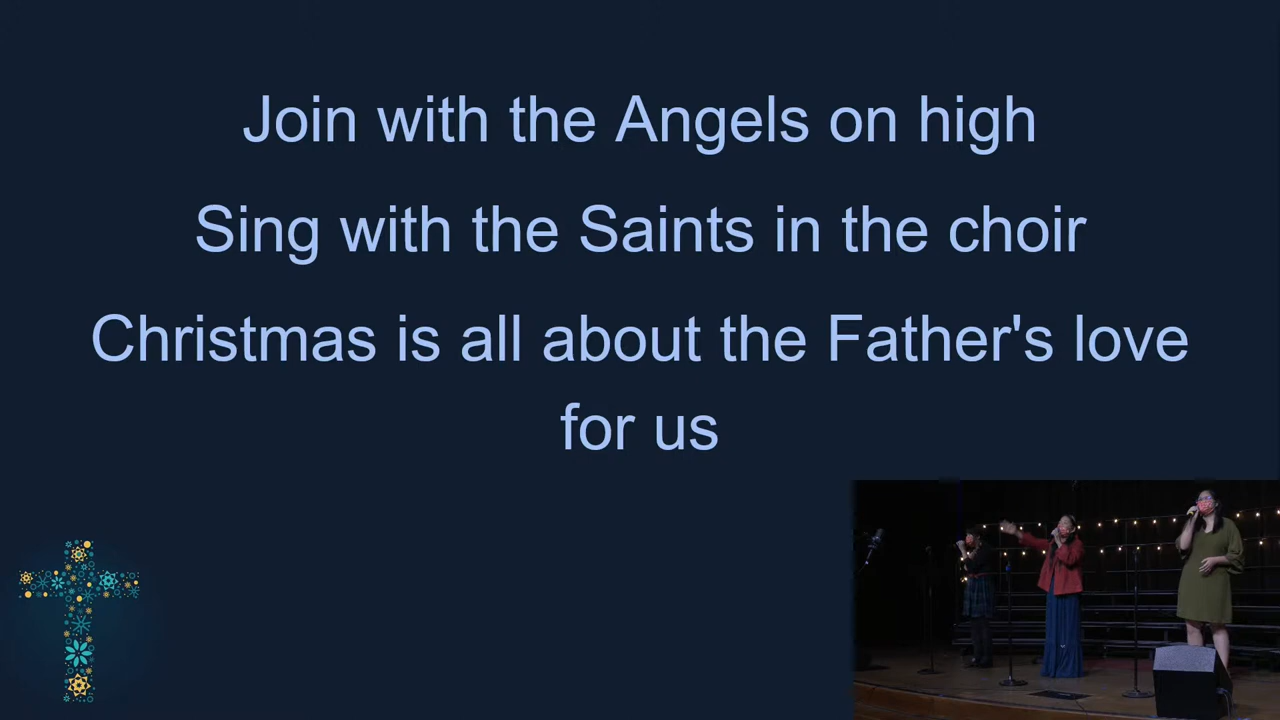 Join with the Angels on high
Sing with the Saints in the choir
Christmas is all about the Father's love
for us